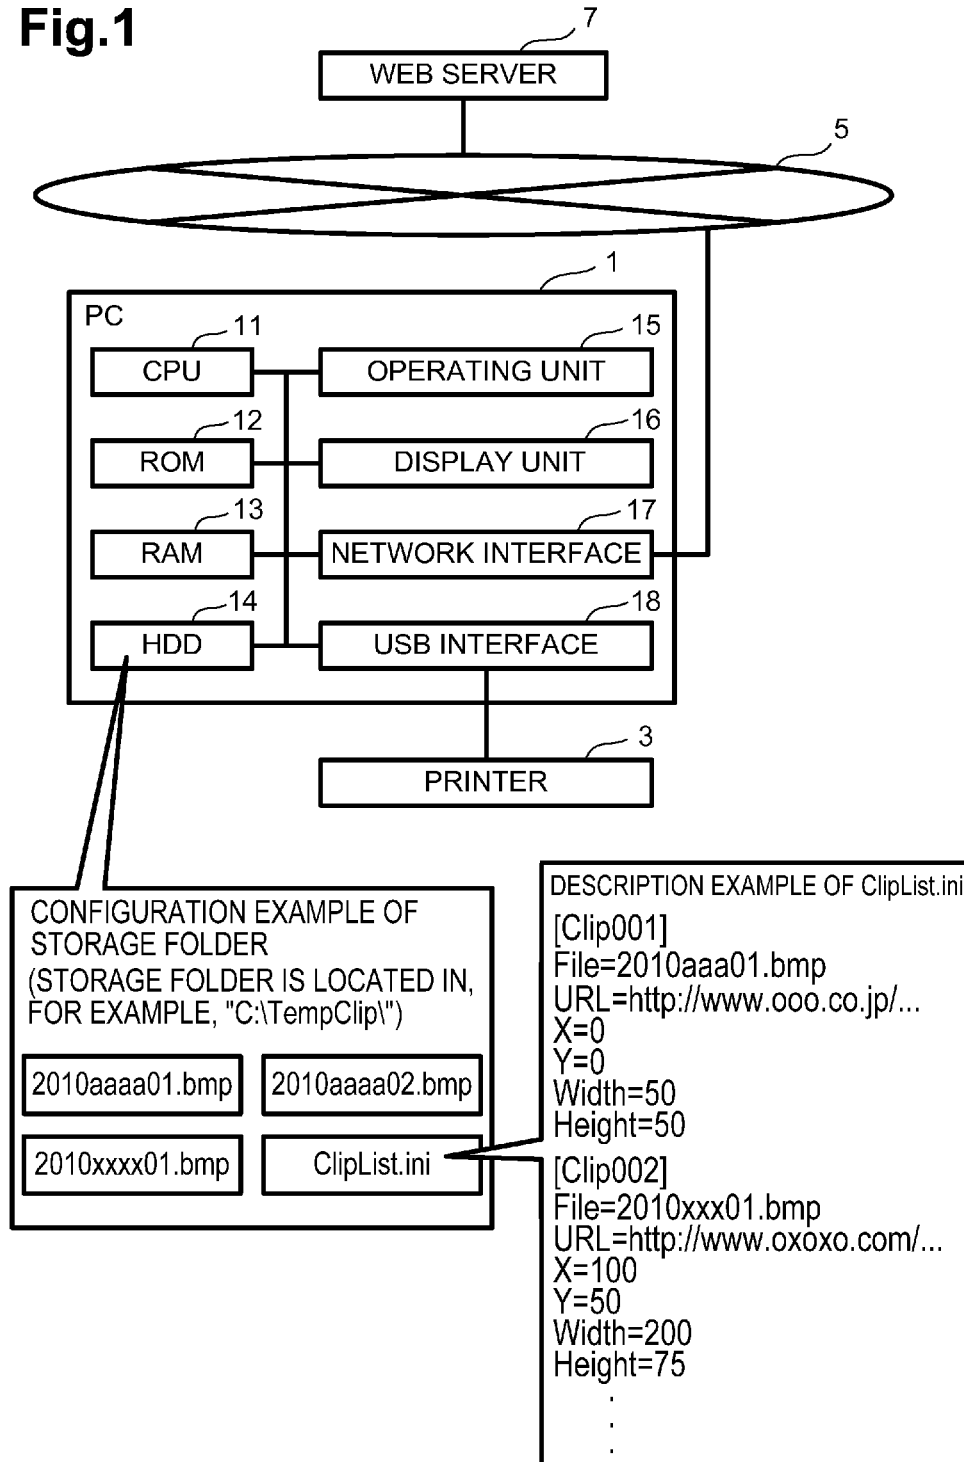 Fig.1
7
WEB SERVER
5
1
PC
11
15
CPU
OPERATING UNIT
12
16
ROM
DISPLAY UNIT
13
17
RAM
NETWORK INTERFACE
14
18
HDD
USB INTERFACE
3
PRINTER
CONFIGURATION EXAMPLE OF
STORAGE FOLDER
(STORAGE FOLDER IS LOCATED IN,
FOR EXAMPLE, "C:\TempClip\")
2010aaaa01.bmp
2010aaaa02.bmp
2010xxxx01.bmp
ClipList.ini
DESCRIPTION EXAMPLE OF ClipList.ini
[Clip001]
File=2010aaa01.bmp
URL=http://www.ooo.co.jp/...
X=0
Y=0
Width=50
Height=50
[Clip002]
File=2010xxx01.bmp
URL=http://www.oxoxo.com/...
X=100
Y=50
Width=200
Height=75
.
.
.